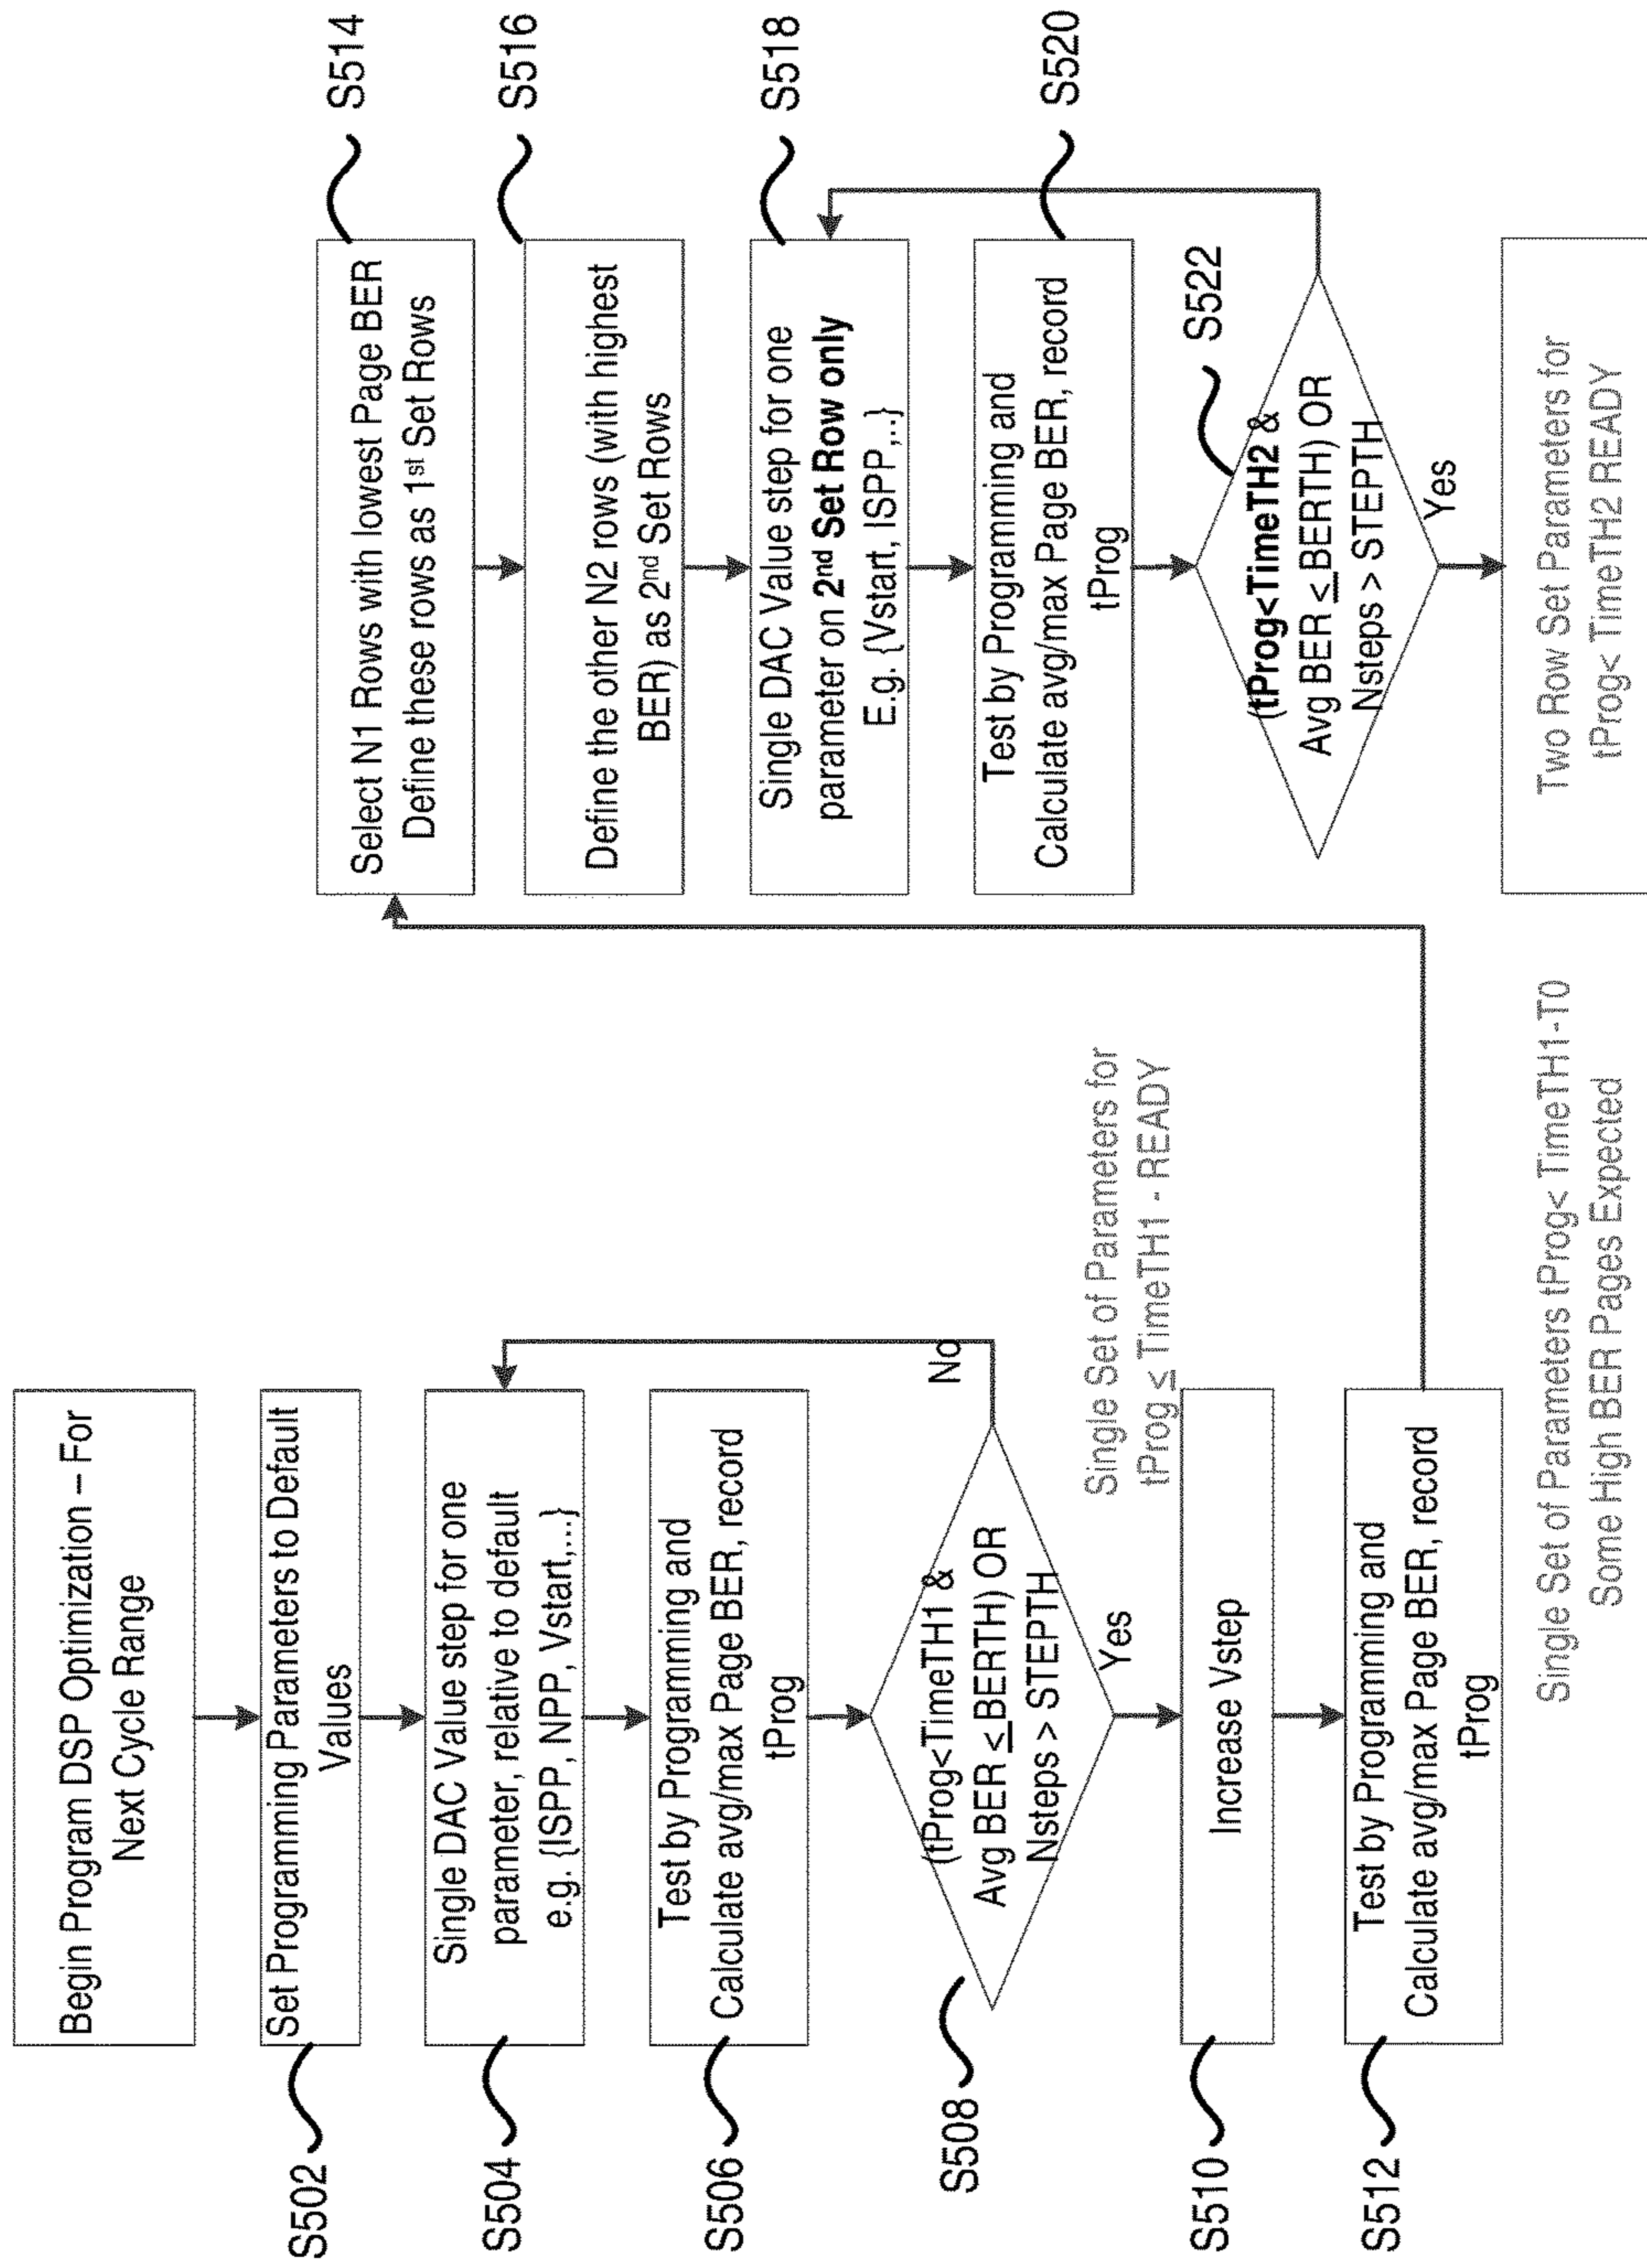 Begin Program DSP Optimization – For
Next Cycle Range
S502
Set Programming Parameters to Default
Values
S504
Single DAC Value step for one
parameter, relative to default
e.g. {ISPP, NPP, Vstart,...}
S506
Test by Programming and
Calculate avg/max Page BER, record
tProg
S508
(tProg<TimeTH1 &
Avg BER ≤ BERTH) OR
Nsteps > STEPTH
No
Yes
Single Set of Parameters for
tProg ≤ TimeTH1 - READY
S510
Increase Vstep
S512
Test by Programming and
Calculate avg/max Page BER, record
tProg
Single Set of Parameters tProg< TimeTH1-T0
Some High BER Pages Expected
S514
Select N1 Rows with lowest Page BER
Define these rows as 1st Set Rows
S516
Define the other N2 rows (with highest
BER) as 2nd Set Rows
S518
Single DAC Value step for one
parameter on 2nd Set Row only
E.g. {Vstart, ISPP,..}
S520
Test by Programming and
Calculate avg/max Page BER, record
tProg
S522
(tProg<TimeTH2 &
Avg BER ≤ BERTH) OR
Nsteps > STEPTH
Yes
Two Row Set Parameters for
tProg< TimeTH2 READY